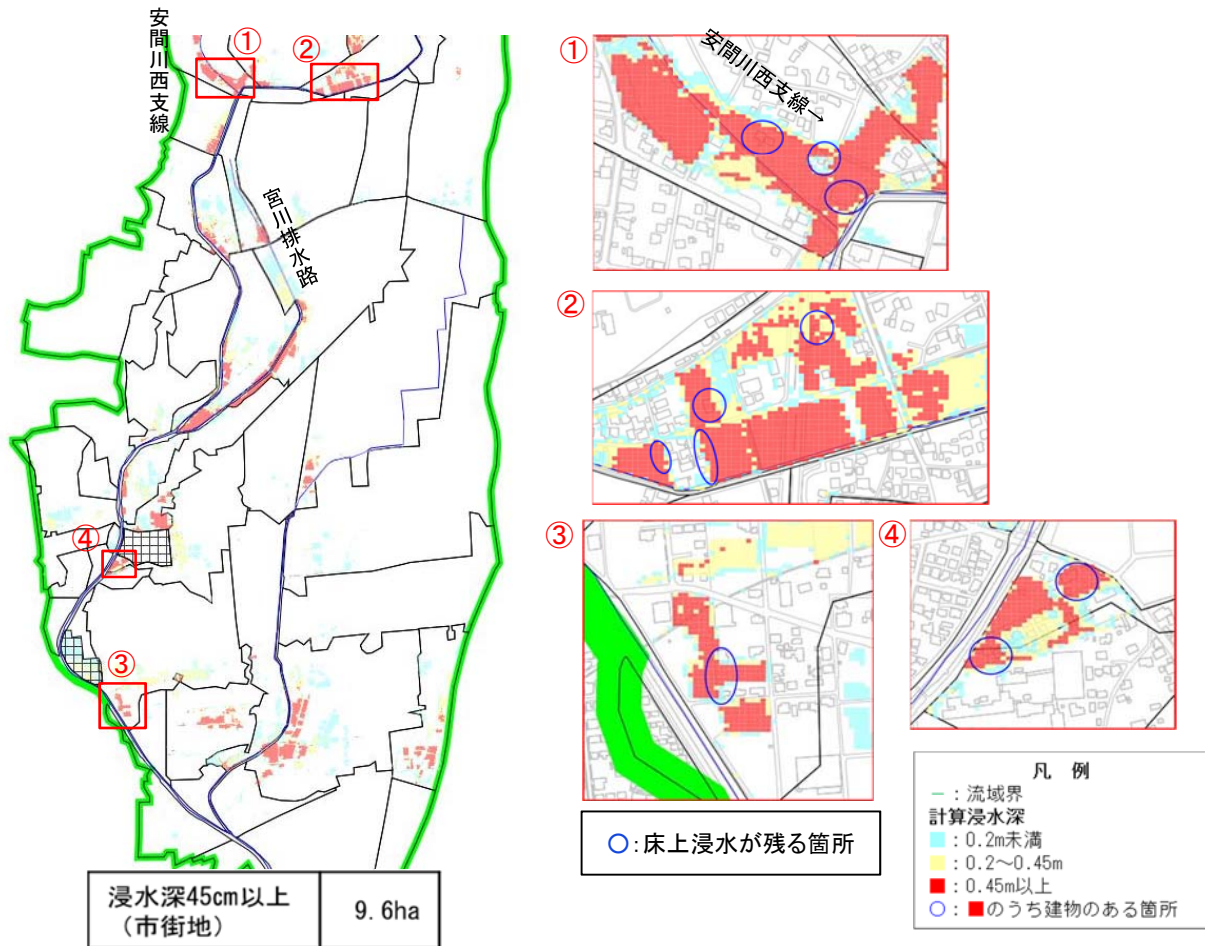 安間川西支線
①
②
宮川排水路
④
③
浸水深45cm以上
(市街地)
9.6ha
①
安間川西支線→
②
③
④
○:床上浸水が残る箇所
凡 例
- : 流域界
計算浸水深
■ : 0.2m未満
■ : 0.2～0.45m
■ : 0.45m以上
○ : ■のうち建物のある箇所